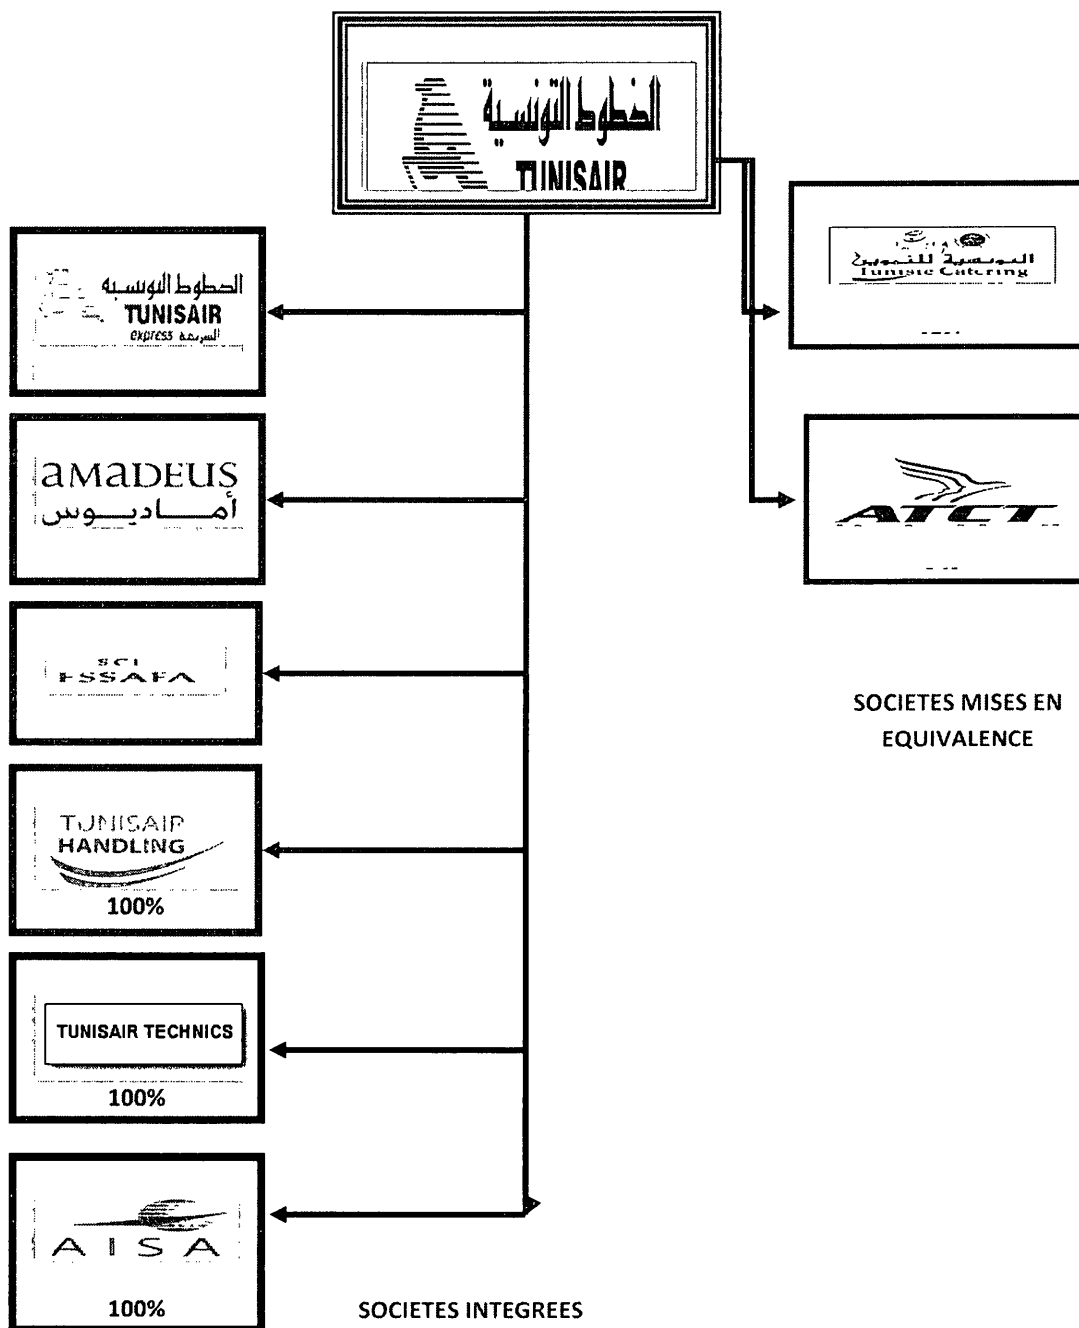 الخطوط التونسية
TUNISAIR
الخطوط التونسية
TUNISAIR
express السريعة
aMaDEUS
أماديوس
SCI
ESSAFA
TUNISAIR
HANDLING
100%
TUNISAIR TECHNICS
100%
AISA
100%
التونسية للتموين
Tunisie Catering
ATCT
SOCIETES MISES EN
EQUIVALENCE
SOCIETES INTEGREES